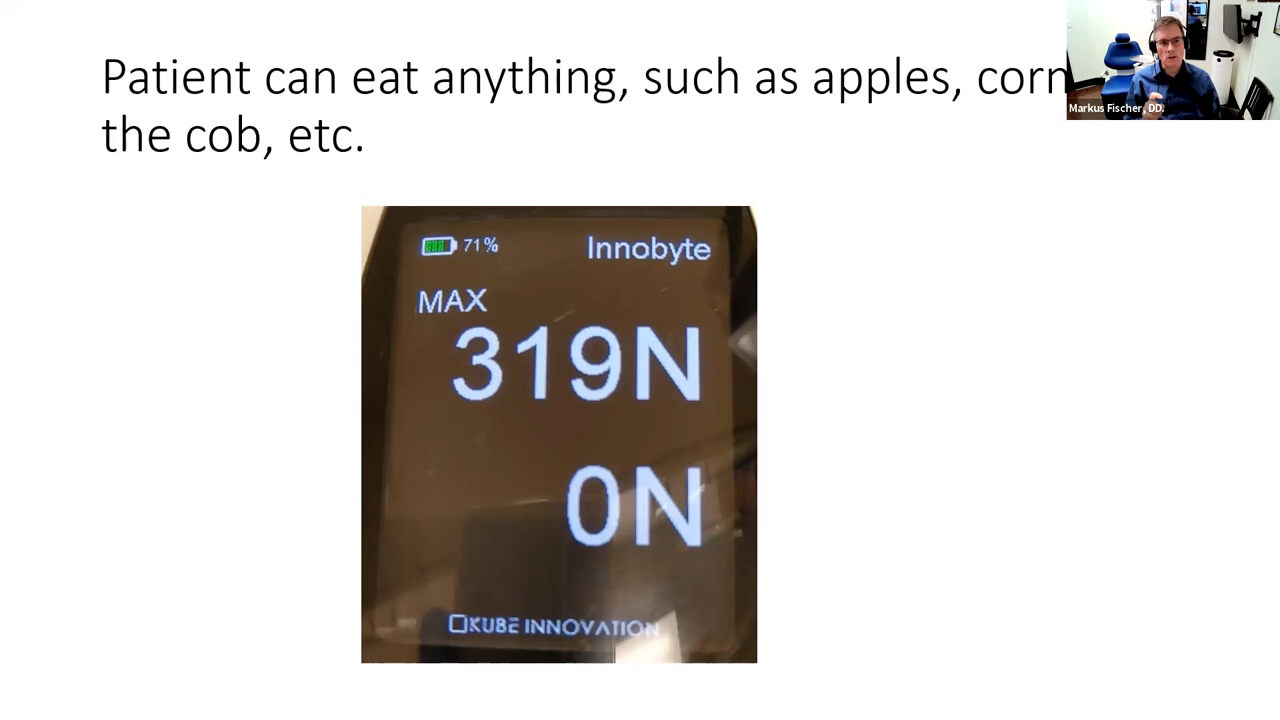 Patient can eat anything, such as apples, corn
the cob, etc.
Markus Fischer, DD.
71%
Innobyte
MAX
319N
0N
KUBE INNOVATION